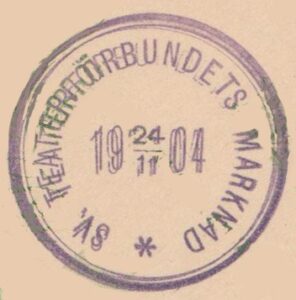 SV. TEATERFÖRBUNDETS MARKNAD *
19 24/11 04